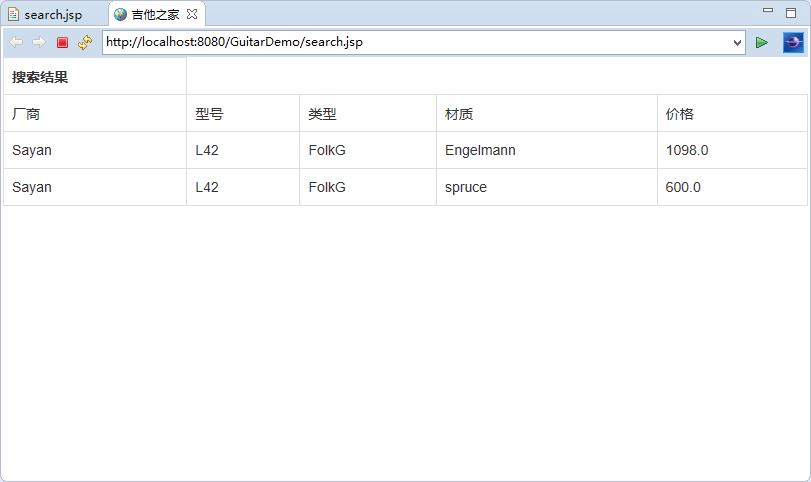 search.jsp 吉他之家
http://localhost:8080/GuitarDemo/search.jsp
搜索结果
厂商 型号 类型 材质 价格
Sayan L42 FolkG Engelmann 1098.0
Sayan L42 FolkG spruce 600.0